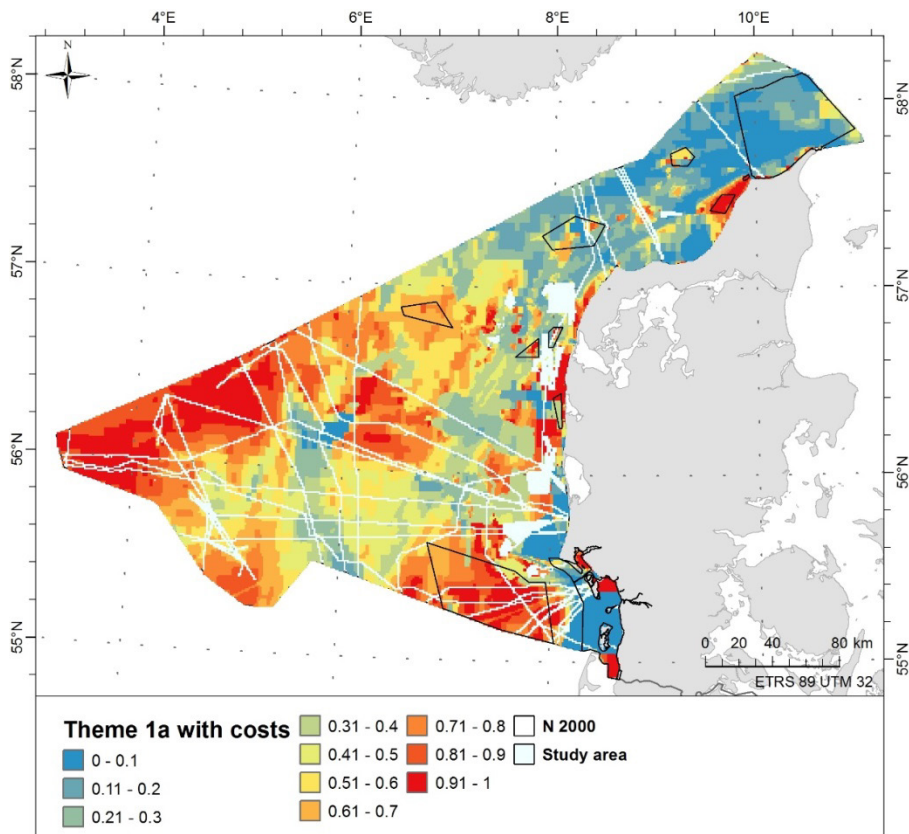 4°E 6°E 8°E 10°E
N
58°N 58°N
57°N 57°N
56°N 56°N
55°N 55°N
0 20 40 80 km
ETRS 89 UTM 32
Theme 1a with costs
0 - 0.1
0.11 - 0.2
0.21 - 0.3
0.31 - 0.4
0.41 - 0.5
0.51 - 0.6
0.61 - 0.7
0.71 - 0.8
0.81 - 0.9
0.91 - 1
N 2000
Study area